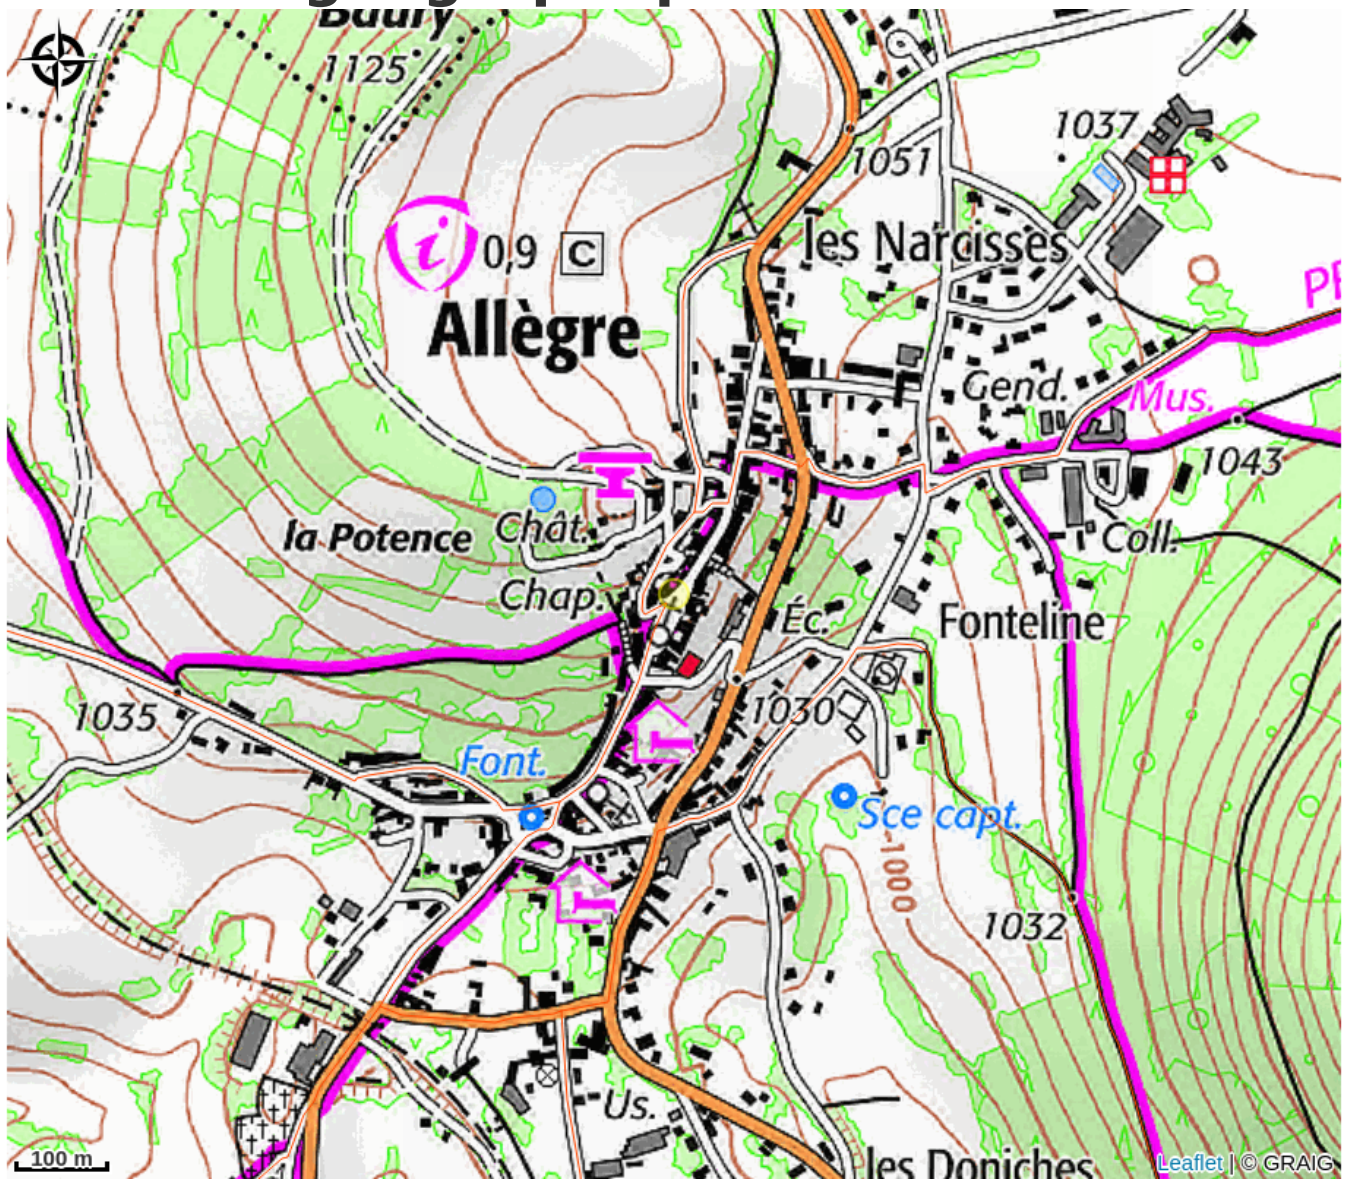 Baury
1125
1037
1051
0,9 C
les Narcisses
Allègre
Gend.
Mus.
1043
Chât.
la Potence
Coll.
Chap.
Éc.
Fonteline
1035
1030
Font.
Sce capt.
1000
1032
Us.
les Doniches
100 m
Leaflet | © GRAIG